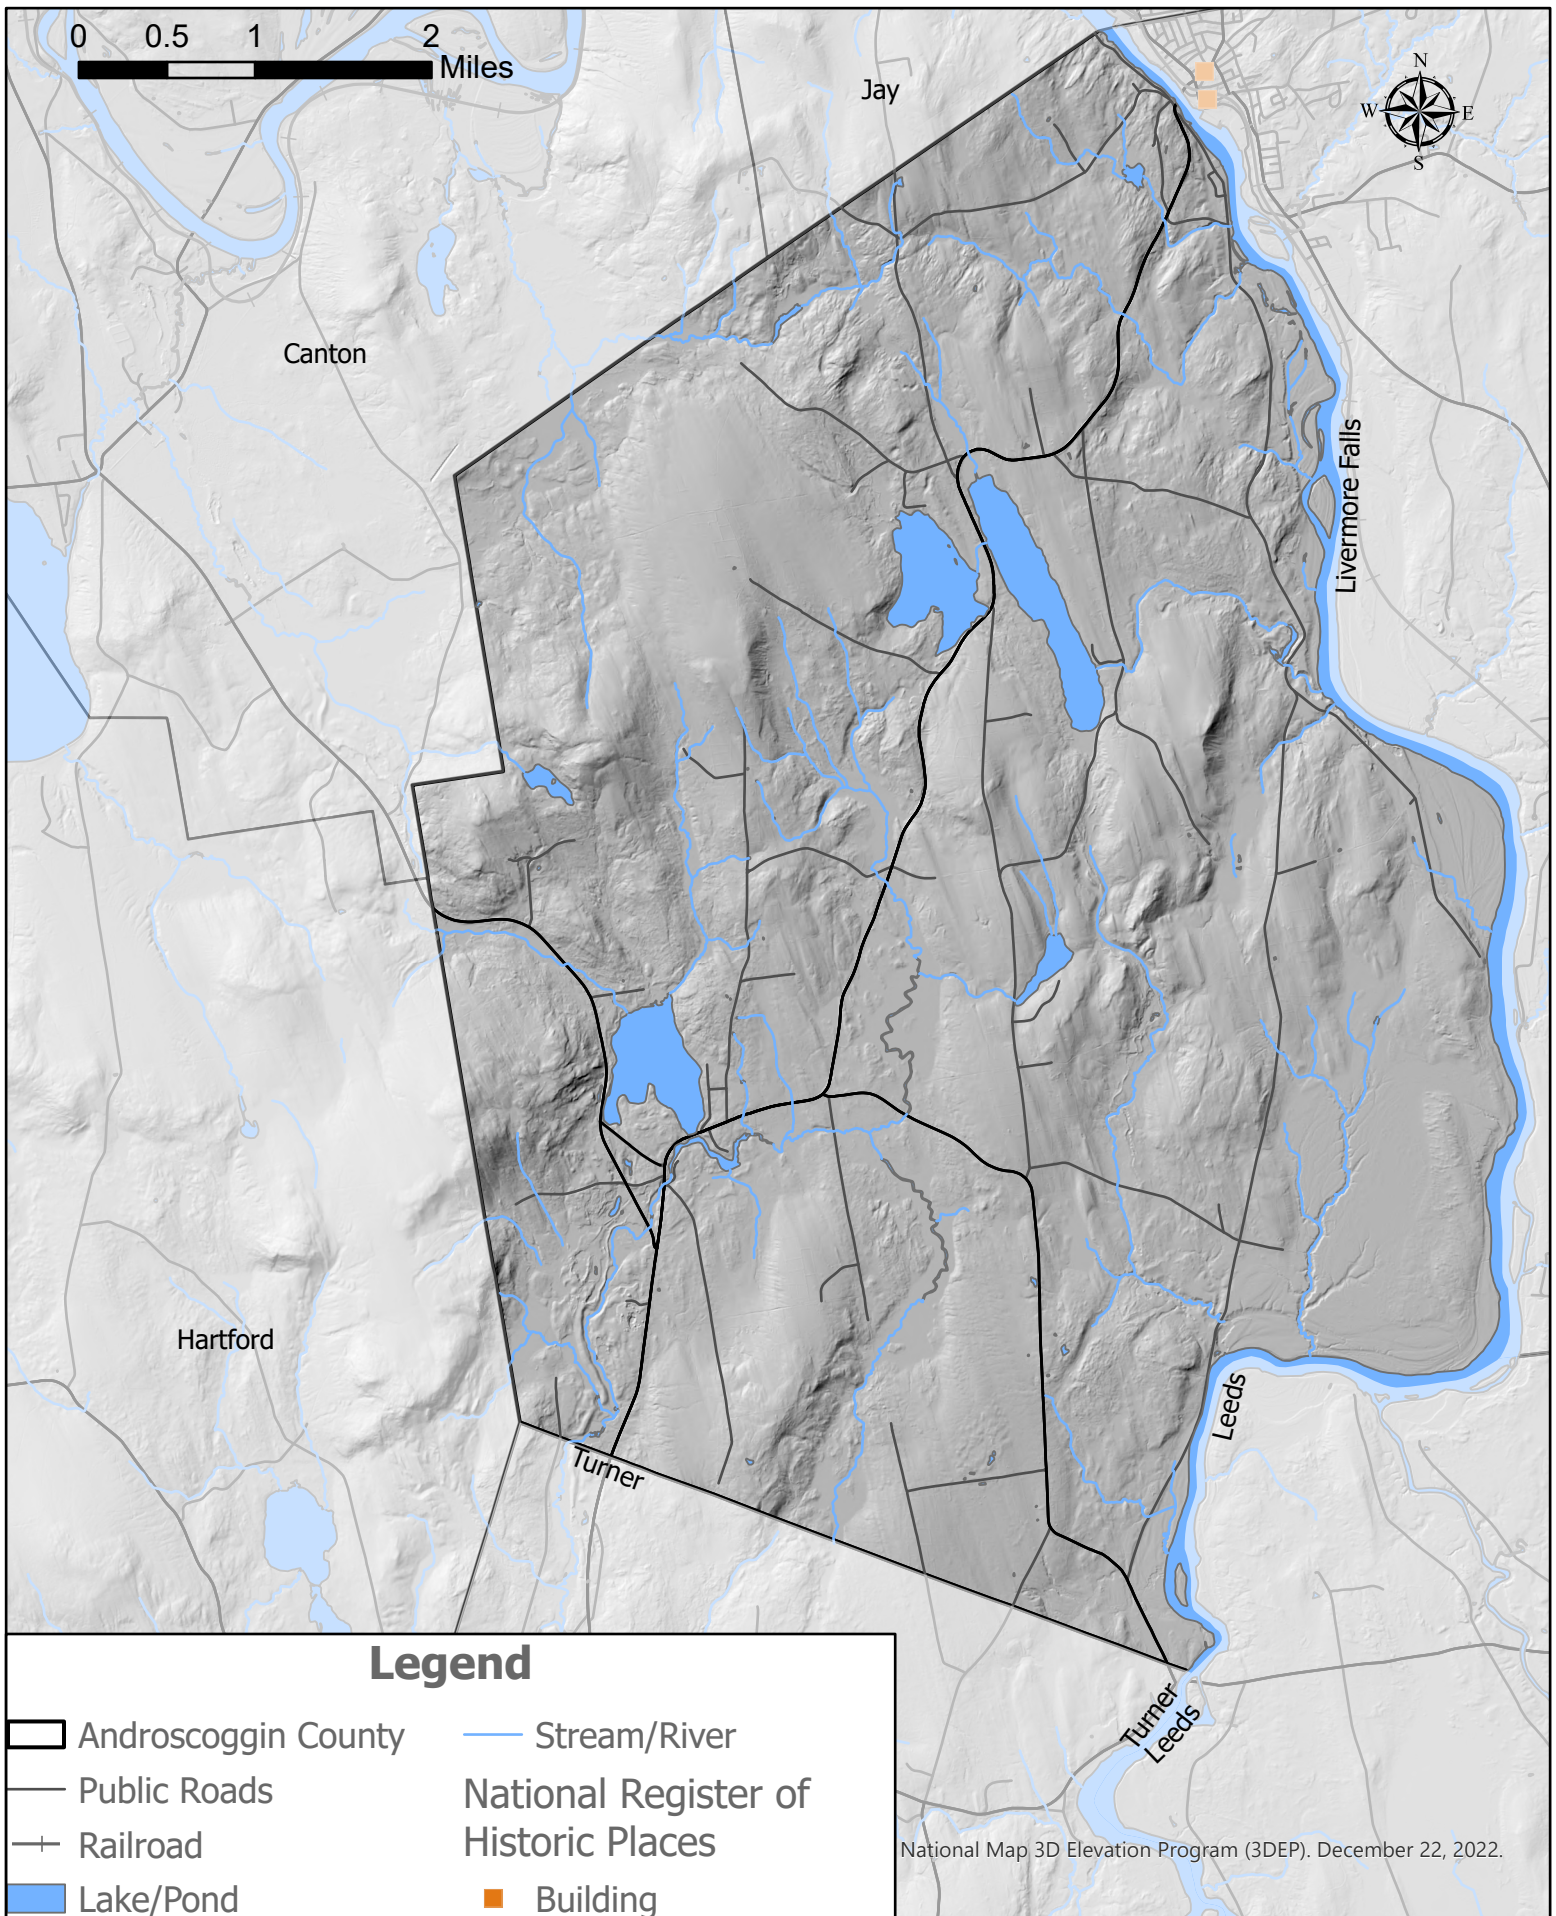 0 0.5 1 2
Miles
Jay
N
W E
S
Canton
Livermore Falls
Hartford
Leeds
Turner
Turner
Leeds
Legend
Androscoggin County
Public Roads
Railroad
Lake/Pond
Stream/River
National Register of
Historic Places
Building
National Map 3D Elevation Program (3DEP). December 22, 2022.